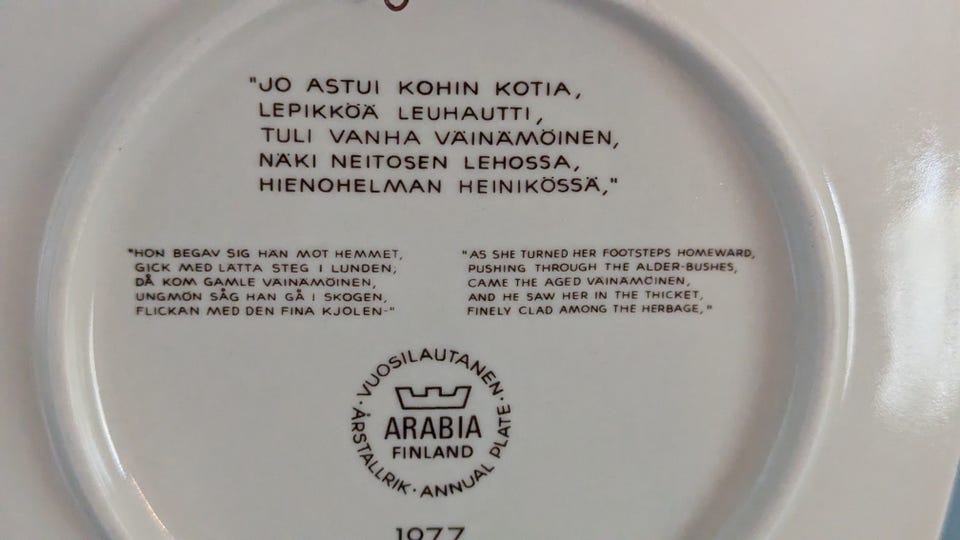 "JO ASTUI KOHIN KOTIA,
LEPIKKÖÄ LEUHAUTTI,
TULI VANHA VÄINÄMÖINEN,
NÄKI NEITOSEN LEHOSSA,
HIENOHELMAN HEINIKÖSSÄ,"
"HON BEGAV SIG HÄN MOT HEMMET,
GICK MED LÄTTA STEG I LUNDEN;
DÅ KOM GAMLE VÄINÄMÖINEN,
UNGMÖN SÅG HAN GÅ I SKOGEN,
FLICKAN MED DEN FINA KJOLEN-"
"AS SHE TURNED HER FOOTSTEPS HOMEWARD,
PUSHING THROUGH THE ALDER-BUSHES,
CAME THE AGED VÄINÄMÖINEN,
AND HE SAW HER IN THE THICKET,
FINELY CLAD AMONG THE HERBAGE,"
VUOSILAUTANEN · ANNUAL PLATE · ÅRSTALLRIK ·
ARABIA
FINLAND
1977